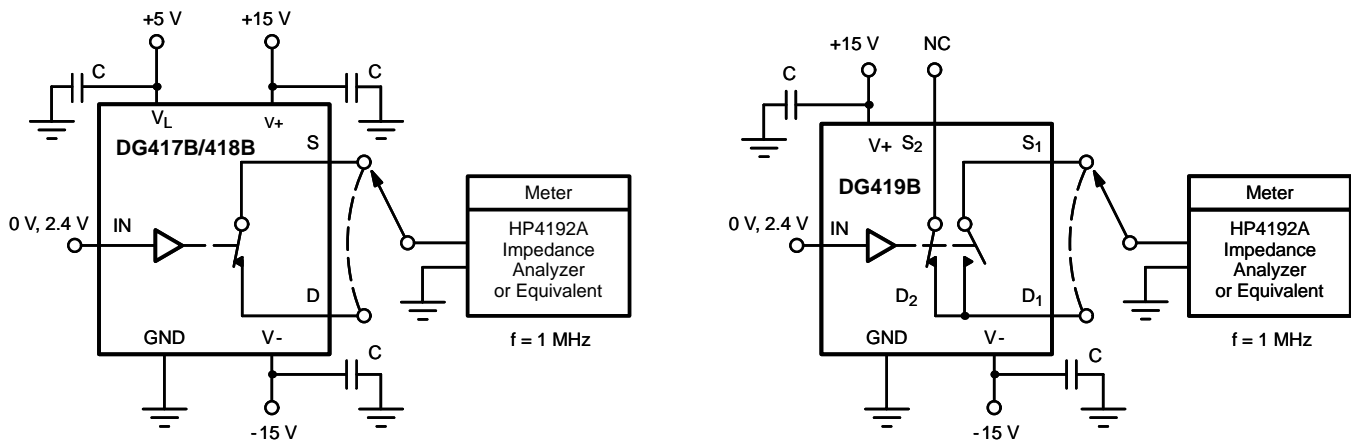 +5 V
+15 V
C
C
VL
V+
DG417B/418B
S
Meter
0 V, 2.4 V
IN
HP4192A
Impedance
Analyzer
or Equivalent
D
GND
V-
f = 1 MHz
C
-15 V
+15 V
NC
C
V+
S2
S1
DG419B
Meter
0 V, 2.4 V
IN
HP4192A
Impedance
Analyzer
or Equivalent
D2
D1
GND
V-
f = 1 MHz
C
-15 V